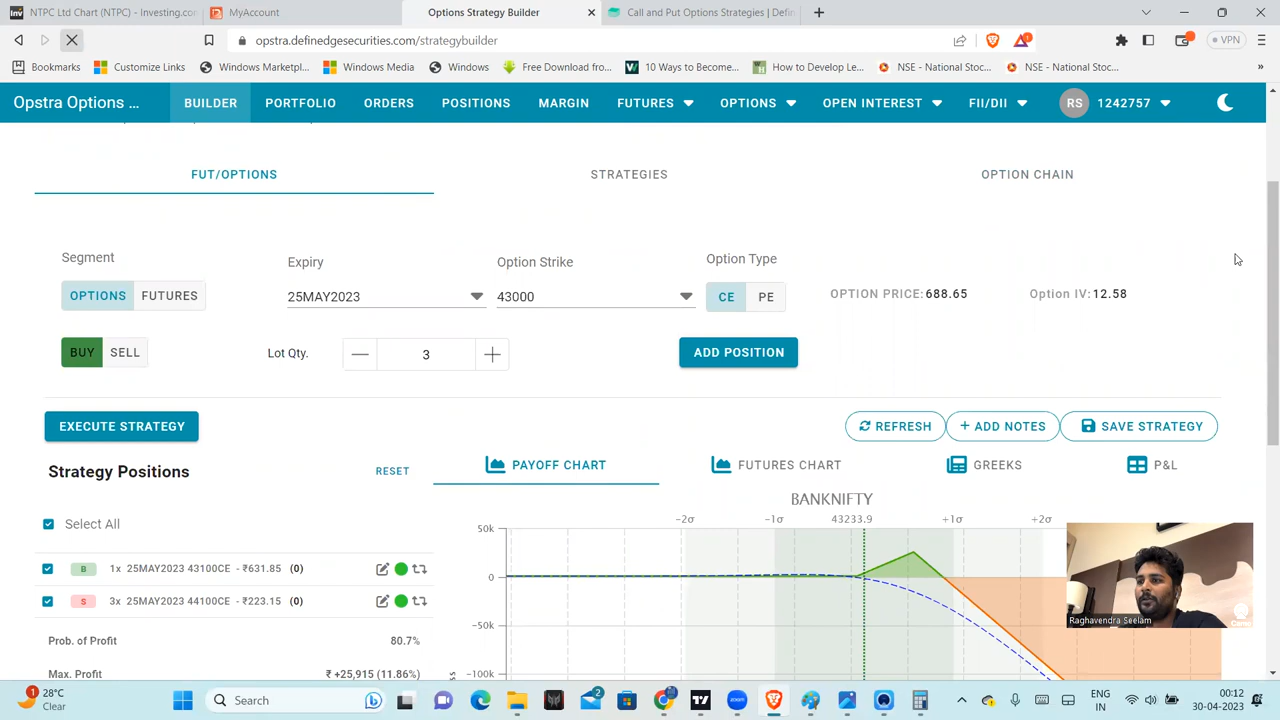 NTPC Ltd Chart (NTPC) - Investing.com
MyAccount
Options Strategy Builder
Call and Put Options Strategies | Defin
opstra.definedgesecurities.com/strategybuilder
VPN
Bookmarks
Customize Links
Windows Marketpl...
Windows Media
Windows
Free Download fro...
10 Ways to Become...
How to Develop Le...
NSE - National Stoc...
NSE - National Stoc...
Opstra Options ...
BUILDER
PORTFOLIO
ORDERS
POSITIONS
MARGIN
FUTURES
OPTIONS
OPEN INTEREST
FII/DII
RS
1242757
FUT/OPTIONS
STRATEGIES
OPTION CHAIN
Segment
Expiry
Option Strike
Option Type
OPTIONS
FUTURES
25MAY2023
43000
CE
PE
OPTION PRICE:688.65
Option IV:12.58
BUY
SELL
Lot Qty.
3
ADD POSITION
EXECUTE STRATEGY
REFRESH
+ ADD NOTES
SAVE STRATEGY
Strategy Positions
RESET
PAYOFF CHART
FUTURES CHART
GREEKS
P&L
BANKNIFTY
-2σ
-1σ
43233.9
+1σ
+2σ
Select All
50k
0
-50k
-100k
B
1x 25MAY2023 43100CE - ₹631.85 (0)
S
3x 25MAY2023 44100CE - ₹223.15 (0)
Prob. of Profit
80.7%
Max. Profit
₹ +25,915 (11.86%)
Raghavendra Seelam
1
28°C
Clear
Search
2
ENG
IN
00:12
30-04-2023